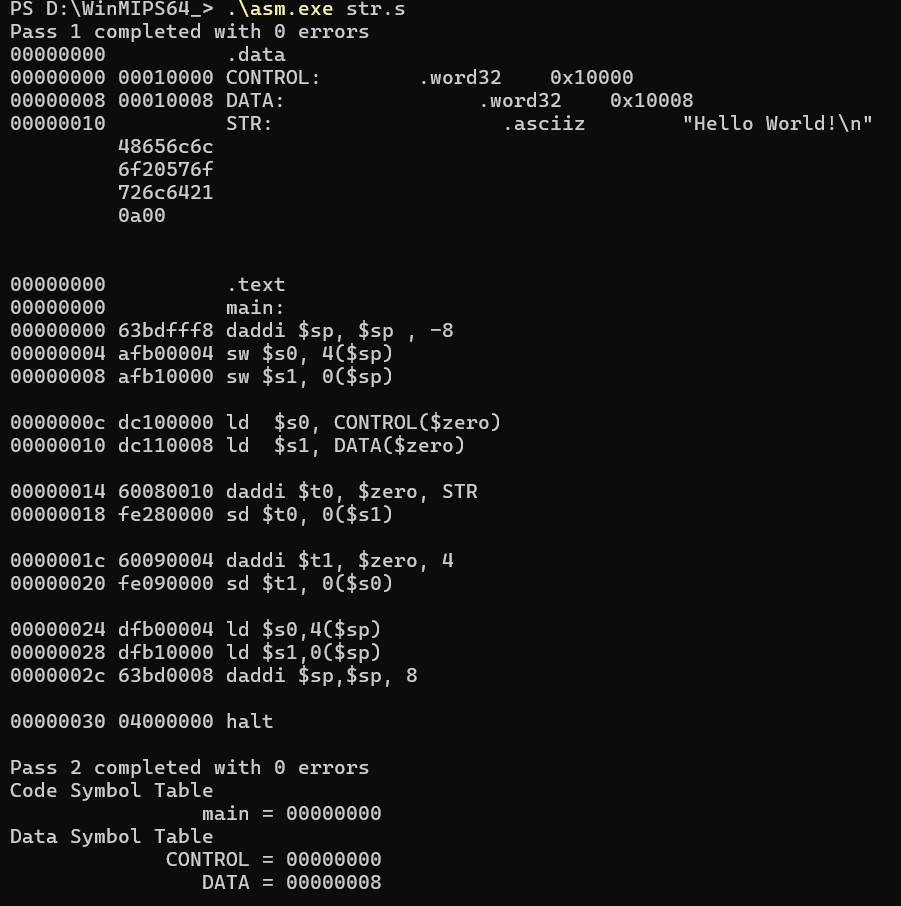 PS D:\WinMIPS64_> .\asm.exe str.s
Pass 1 completed with 0 errors
00000000          .data
00000000 00010000 CONTROL:        .word32    0x10000
00000008 00010008 DATA:                .word32    0x10008
00000010          STR:                   .asciiz        "Hello World!\n"
         48656c6c
         6f20576f
         726c6421
         0a00
00000000          .text
00000000          main:
00000000 63bdfff8 daddi $sp, $sp , -8
00000004 afb00004 sw $s0, 4($sp)
00000008 afb10000 sw $s1, 0($sp)
0000000c dc100000 ld  $s0, CONTROL($zero)
00000010 dc110008 ld  $s1, DATA($zero)
00000014 60080010 daddi $t0, $zero, STR
00000018 fe280000 sd $t0, 0($s1)
0000001c 60090004 daddi $t1, $zero, 4
00000020 fe090000 sd $t1, 0($s0)
00000024 dfb00004 ld $s0,4($sp)
00000028 dfb10000 ld $s1,0($sp)
0000002c 63bd0008 daddi $sp,$sp, 8
00000030 04000000 halt
Pass 2 completed with 0 errors
Code Symbol Table
                main = 00000000
Data Symbol Table
             CONTROL = 00000000
                DATA = 00000008